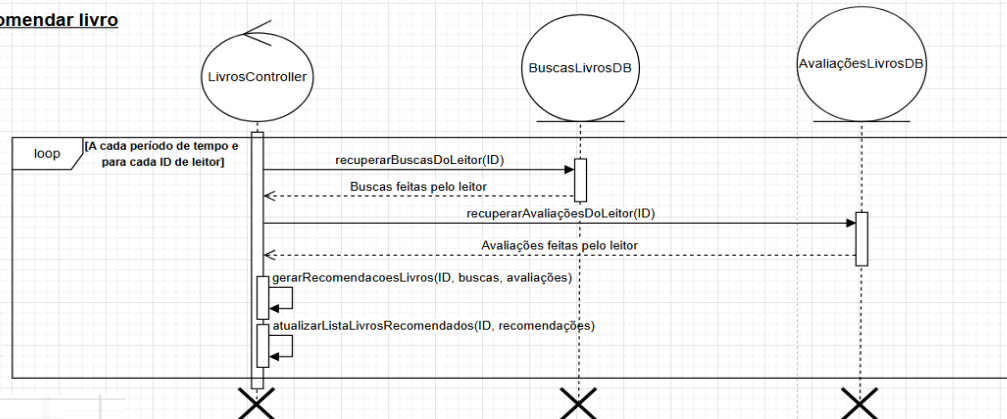 omendar livro
LivrosController
BuscasLivrosDB
AvaliaçõesLivrosDB
loop
[A cada período de tempo e
para cada ID de leitor]
recuperarBuscasDoLeitor(ID)
Buscas feitas pelo leitor
recuperarAvaliaçõesDoLeitor(ID)
Avaliações feitas pelo leitor
gerarRecomendacoesLivros(ID, buscas, avaliações)
atualizarListaLivrosRecomendados(ID, recomendações)